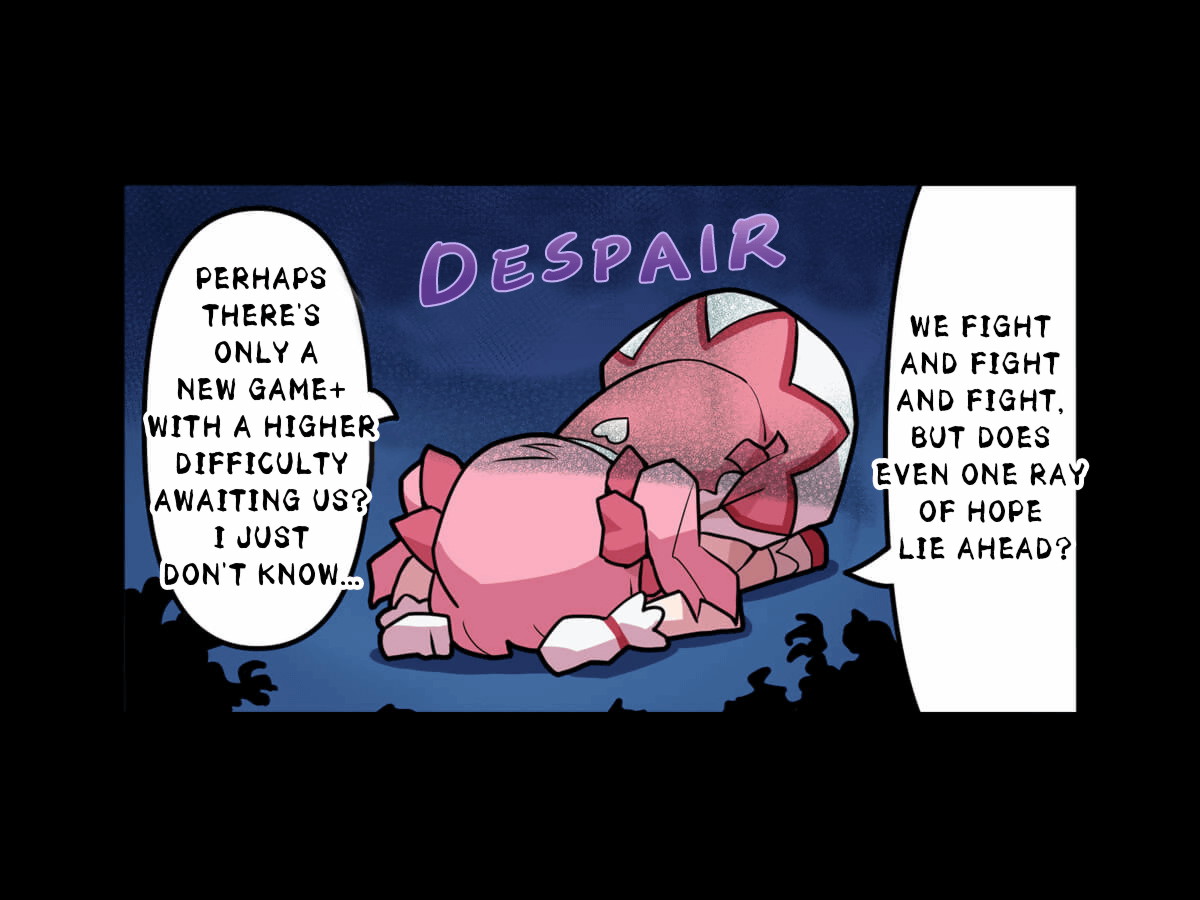 DESPAIR
WE FIGHT
AND FIGHT
AND FIGHT,
BUT DOES
EVEN ONE RAY
OF HOPE
LIE AHEAD?
PERHAPS
THERE'S
ONLY A
NEW GAME+
WITH A HIGHER
DIFFICULTY
AWAITING US?
I JUST
DON'T KNOW...